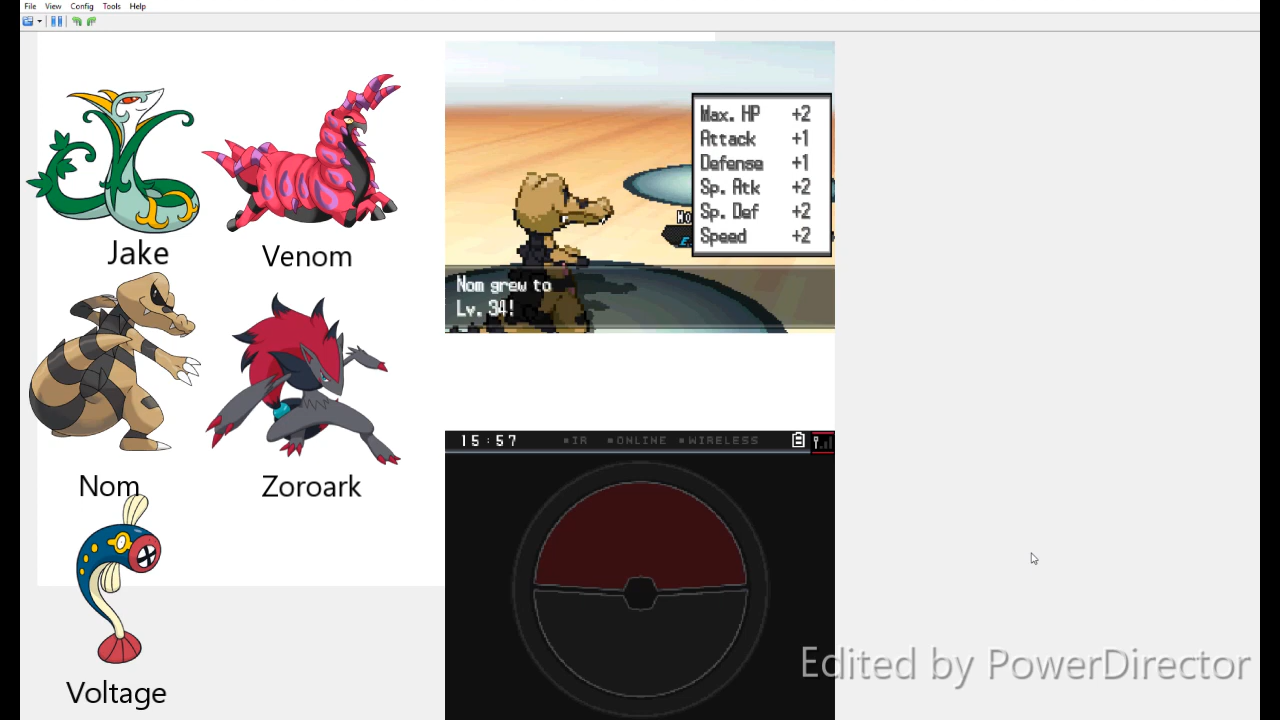 File View Config Tools Help
Jake
Venom
Nom
Zoroark
Voltage
Max. HP +2
Attack +1
Defense +1
Sp. Atk +2
Sp. Def +2
Speed +2
Nom grew to
Lv. 34!
15:57 IR ONLINE WIRELESS
Edited by PowerDirector